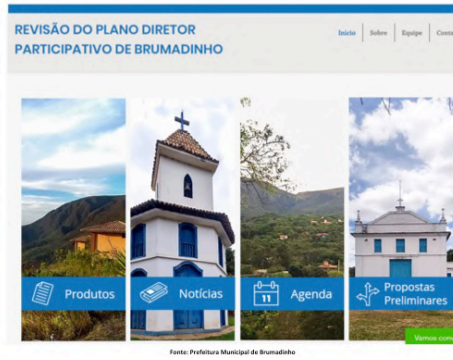 REVISÃO DO PLANO DIRETOR
PARTICIPATIVO DE BRUMADINHO
Início
Sobre
Equipe
Produtos
Notícias
11
Agenda
Propostas
Preliminares
Vamos
Fonte: Prefeitura Municipal de Brumadinho